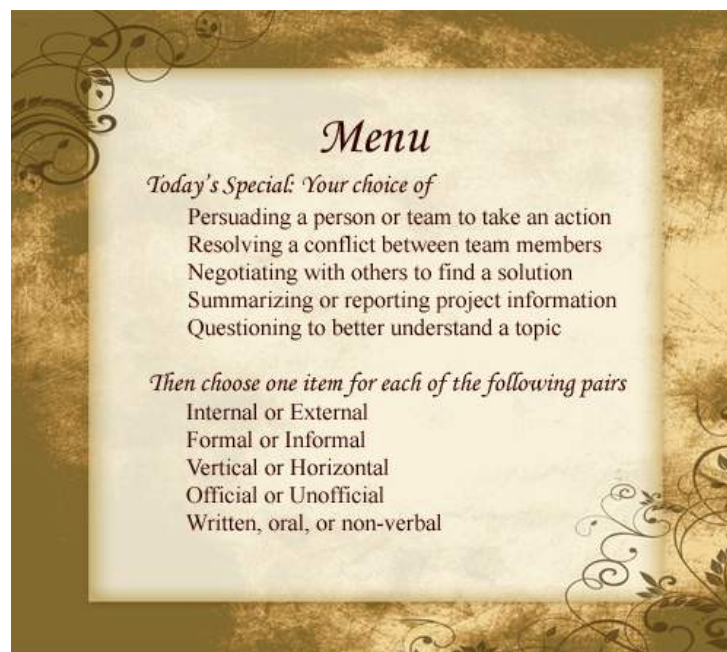 Menu
Today's Special: Your choice of
Persuading a person or team to take an action
Resolving a conflict between team members
Negotiating with others to find a solution
Summarizing or reporting project information
Questioning to better understand a topic
Then choose one item for each of the following pairs
Internal or External
Formal or Informal
Vertical or Horizontal
Official or Unofficial
Written, oral, or non-verbal